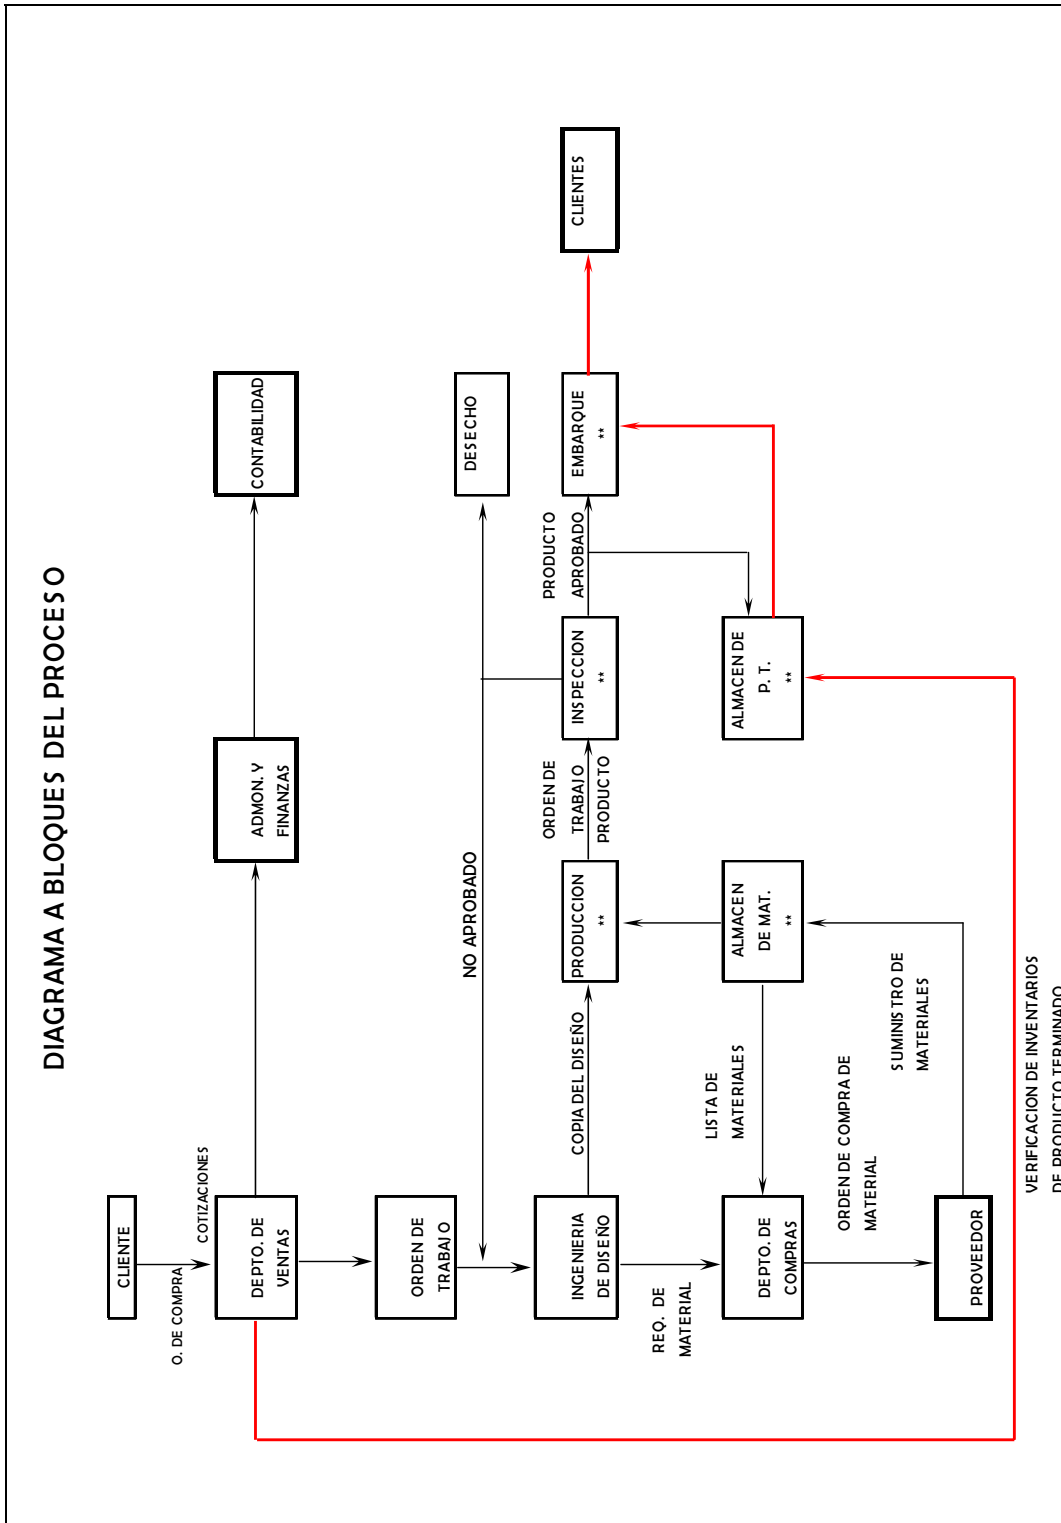 DIAGRAMA A BLOQUES DEL PROCESO
CLIENTE
O. DE COMPRA
COTIZACIONES
DEPTO. DE
VENTAS
ADMON. Y
FINANZAS
CONTABILIDAD
ORDEN DE
TRABAJO
NO APROBADO
DESECHO
INGENIERIA
DE DISEÑO
COPIA DEL DISEÑO
PRODUCCION
**
ORDEN DE
TRABAJO
PRODUCTO
INSPECCION
**
PRODUCTO
APROBADO
EMBARQUE
**
CLIENTES
REQ. DE
MATERIAL
DEPTO. DE
COMPRAS
LISTA DE
MATERIALES
ALMACEN
DE MAT.
**
ALMACEN DE
P. T.
**
ORDEN DE COMPRA DE
MATERIAL
SUMINISTRO DE
MATERIALES
PROVEEDOR
VERIFICACION DE INVENTARIOS
DE PRODUCTO TERMINADO